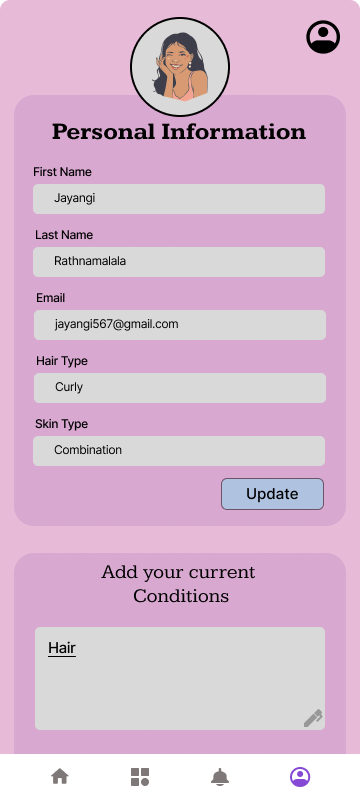 Personal Information
First Name
Jayangi
Last Name
Rathnamalala
Email
jayangi567@gmail.com
Hair Type
Curly
Skin Type
Combination
Update
Add your current
Conditions
Hair